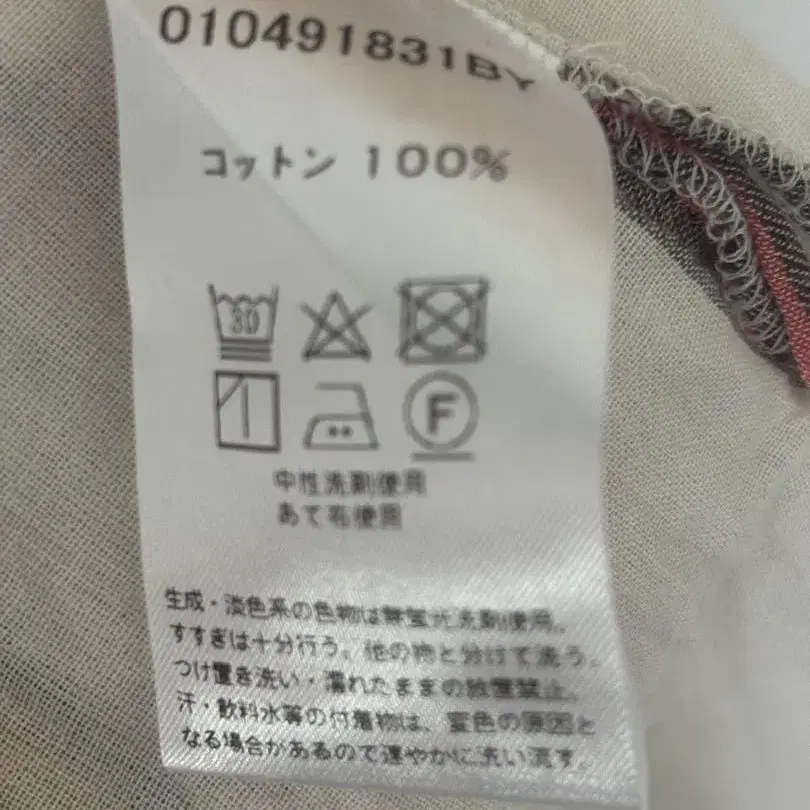 010491831BY
コットン 100%
30
F
中性洗剤使用
あて布使用
生成・淡色系の色物は無蛍光洗剤使用。
すすぎは十分行う。他の物と分けて洗う。
つけ置き洗い・濡れたままの放置禁止。
汗・飲料水等の付着物は、変色の原因と
なる場合があるので速やかに洗い流す。